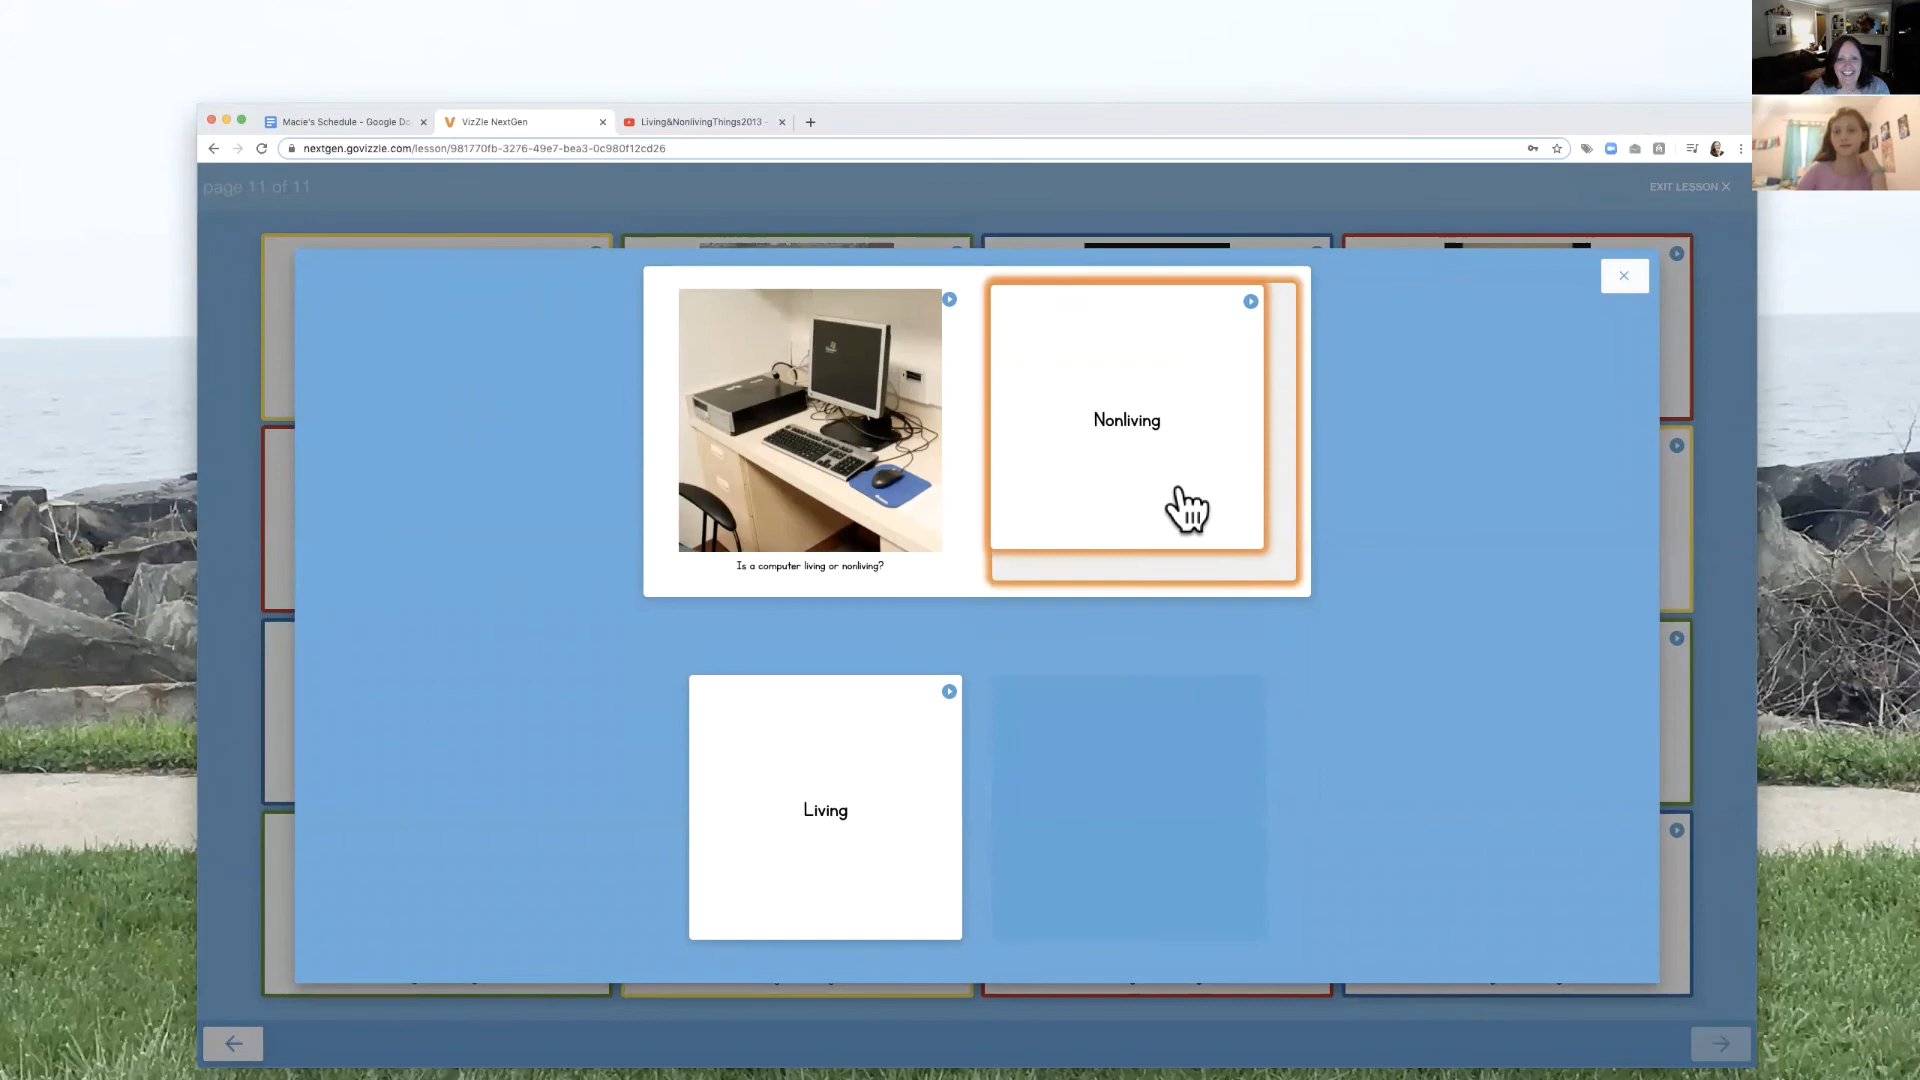 Macie's Schedule - Google Do
VizZle NextGen
Living&NonlivingThings2013 -
nextgen.govizzle.com/lesson/981770fb-3276-49e7-bea3-0c980f12cd26
page 11 of 11
EXIT LESSON
Nonliving
Is a computer living or nonliving?
Living